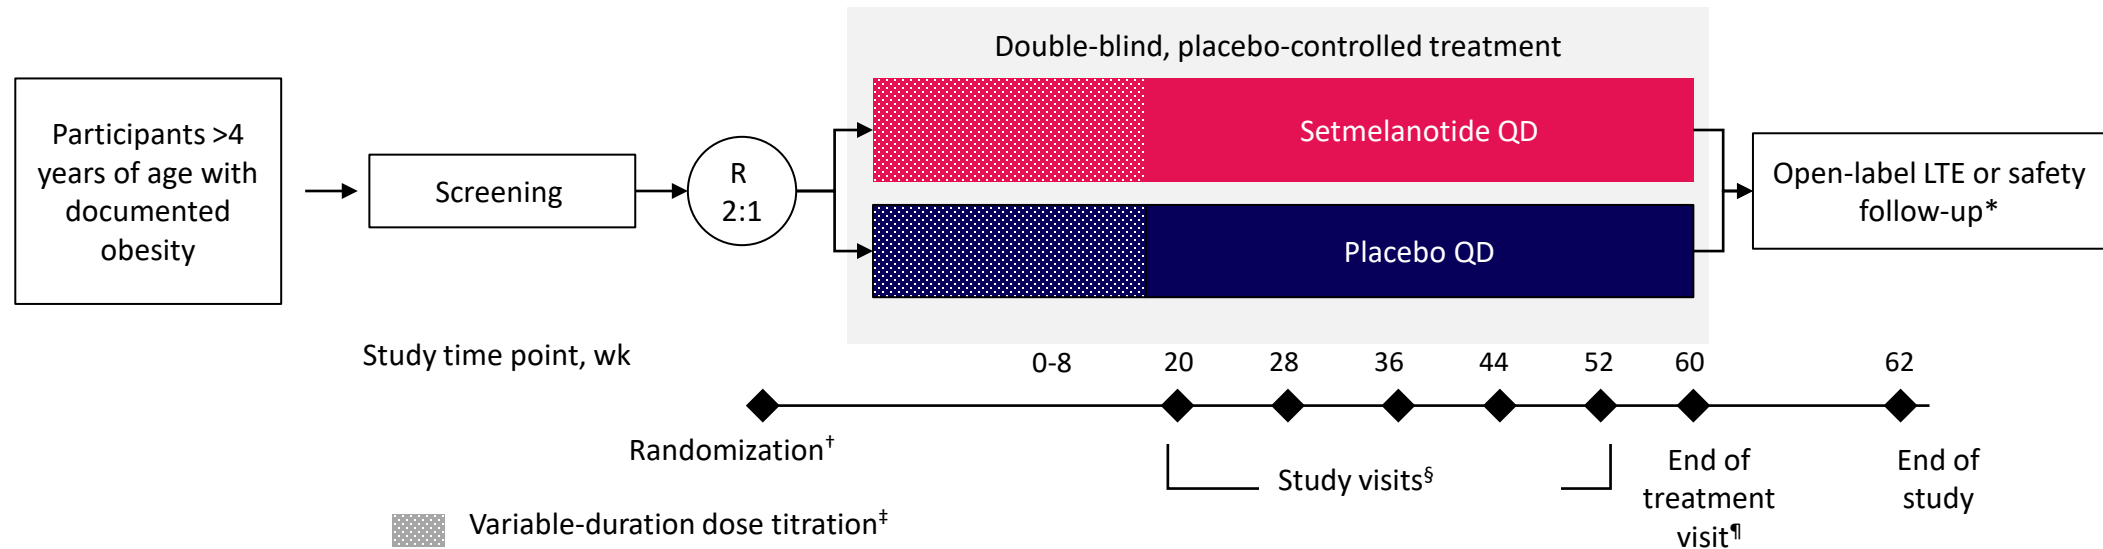 Double-blind, placebo-controlled treatment
Participants >4
years of age with
documented
obesity
Screening
R
2:1
Setmelanotide QD
Placebo QD
Open-label LTE or safety
follow-up*
Study time point, wk
0-8
20
28
36
44
52
60
62
Randomization†
Study visits§
End of
treatment
visit¶
End of
study
Variable-duration dose titration‡